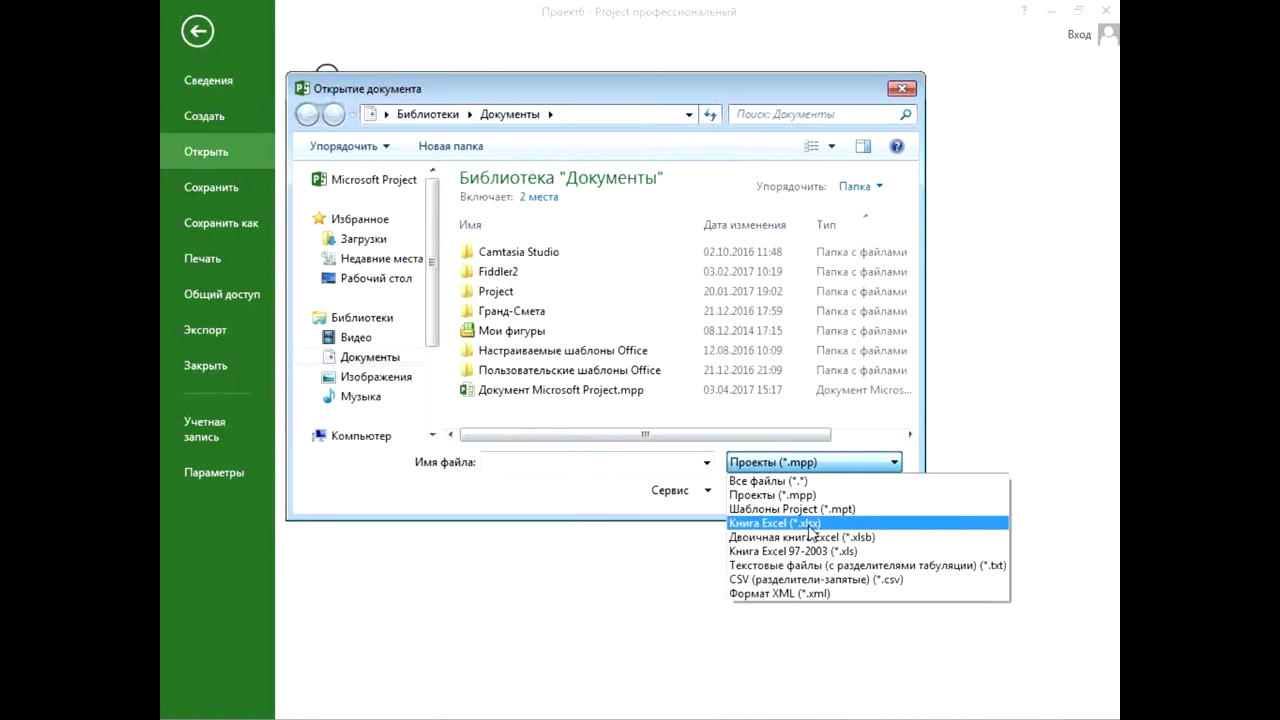 Проект6 - Project профессиональный
?
Вход
Сведения
Создать
Открыть
Сохранить
Сохранить как
Печать
Общий доступ
Экспорт
Закрыть
Учетная
запись
Параметры
Открытие документа
Библиотеки
Документы
Поиск: Документы
Упорядочить
Новая папка
Microsoft Project
Избранное
Загрузки
Недавние места
Рабочий стол
Библиотеки
Видео
Документы
Изображения
Музыка
Компьютер
Библиотека "Документы"
Включает: 2 места
Упорядочить: Папка
Имя Дата изменения Тип
Camtasia Studio 02.10.2016 11:48 Папка с файлами
Fiddler2 03.02.2017 10:19 Папка с файлами
Project 20.01.2017 19:02 Папка с файлами
Гранд-Смета 21.12.2016 17:59 Папка с файлами
Мои фигуры 08.12.2014 17:15 Папка с файлами
Настраиваемые шаблоны Office 12.08.2016 10:09 Папка с файлами
Пользовательские шаблоны Office 21.12.2016 21:09 Папка с файлами
Документ Microsoft Project.mpp 03.04.2017 15:17 Документ Micros...
Имя файла:
Проекты (*.mpp)
Сервис
Все файлы (*.*)
Проекты (*.mpp)
Шаблоны Project (*.mpt)
Книга Excel (*.xlsx)
Двоичная книга Excel (*.xlsb)
Книга Excel 97-2003 (*.xls)
Текстовые файлы (с разделителями табуляции) (*.txt)
CSV (разделители-запятые) (*.csv)
Формат XML (*.xml)